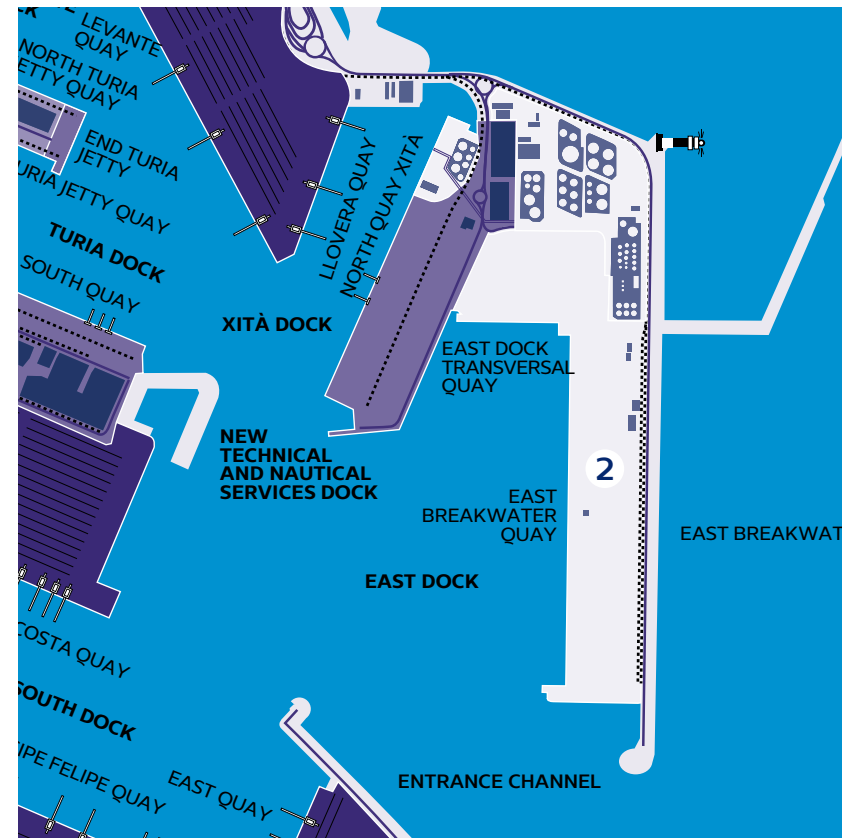 LEVANTE
QUAY
NORTH TURIA
JETTY QUAY
END TURIA
JETTY
TURIA JETTY QUAY
TURIA DOCK
SOUTH QUAY
LLOVERA QUAY
NORTH QUAY XITÀ
XITÀ DOCK
EAST DOCK
TRANSVERSAL
QUAY
NEW
TECHNICAL
AND NAUTICAL
SERVICES DOCK
2
EAST
BREAKWATER
QUAY
EAST BREAKWAT
EAST DOCK
COSTA QUAY
SOUTH DOCK
IPE FELIPE QUAY
EAST QUAY
ENTRANCE CHANNEL